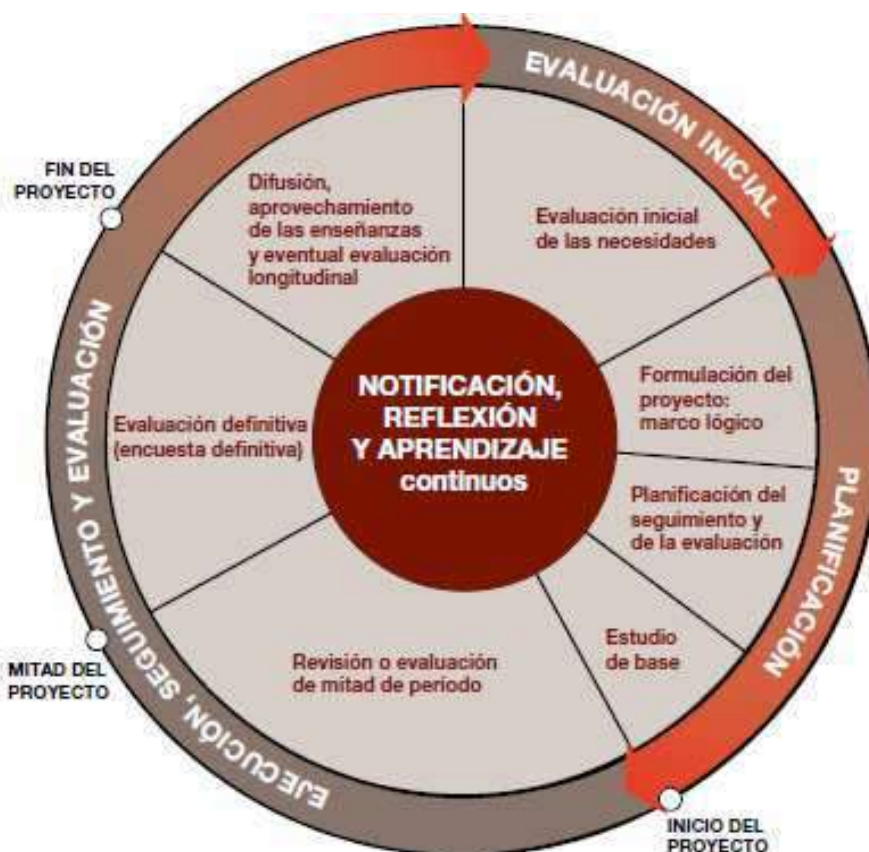 EVALUACIÓN INICIAL
FIN DEL
PROYECTO
Difusión,
aprovechamiento
de las enseñanzas
y eventual evaluación
longitudinal
Evaluación inicial
de las necesidades
NOTIFICACIÓN,
REFLEXIÓN
Y APRENDIZAJE
continuos
Formulación del
proyecto:
marco lógico
Evaluación definitiva
(encuesta definitiva)
Planificación del
seguimiento y
de la evaluación
PLANIFICACIÓN
Estudio
de base
Revisión o evaluación
de mitad de período
MITAD DEL
PROYECTO
EJECUCIÓN, SEGUIMIENTO Y EVALUACIÓN
INICIO DEL
PROYECTO